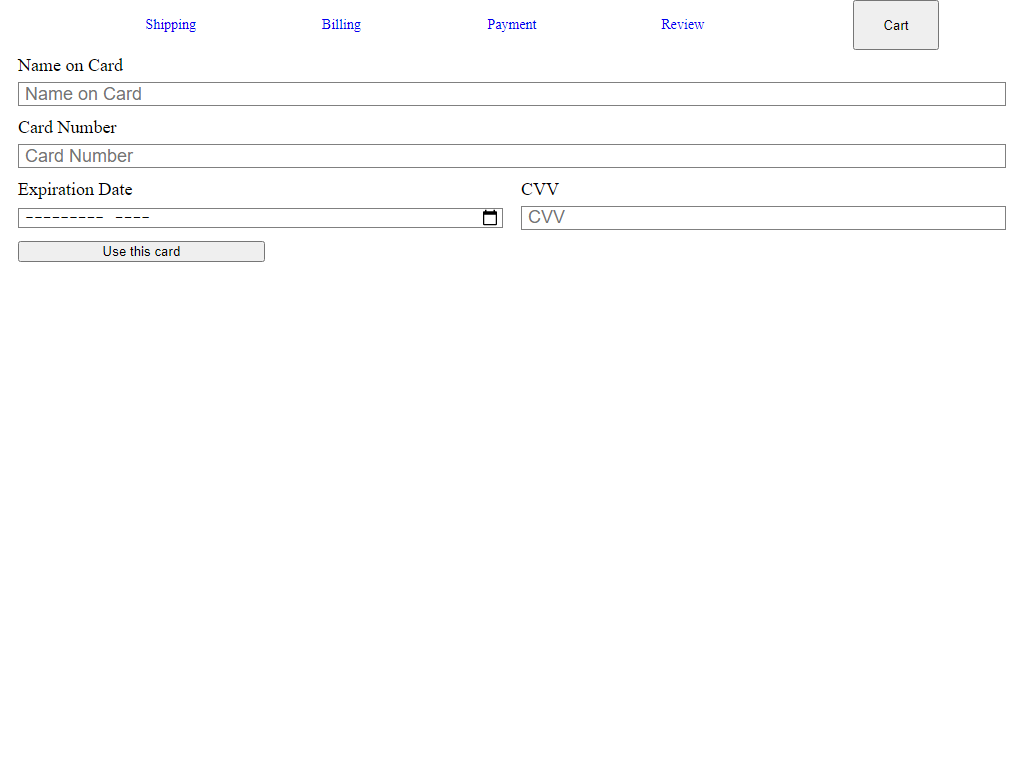 Shipping Billing Payment Review Cart
Name on Card
Name on Card
Card Number
Card Number
Expiration Date CVV
--------- ---- CVV
Use this card